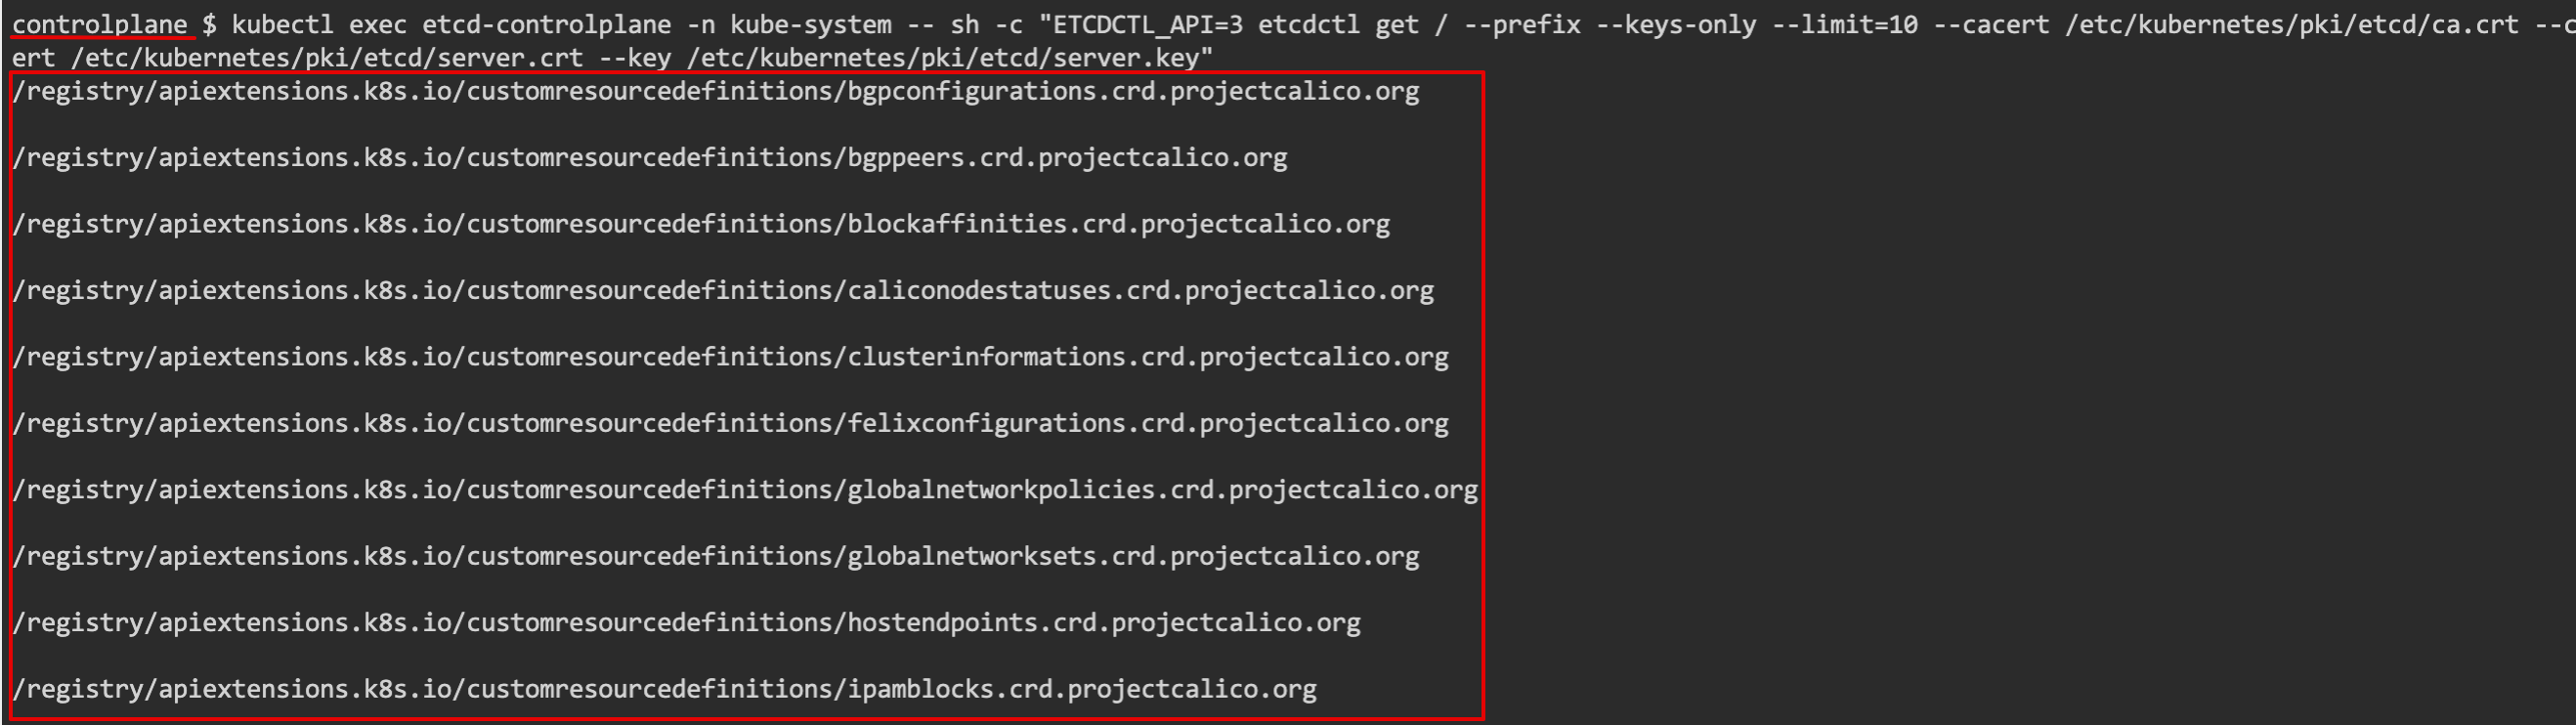 controlplane $ kubectl exec etcd-controlplane -n kube-system -- sh -c "ETCDCTL_API=3 etcdctl get / --prefix --keys-only --limit=10 --cacert /etc/kubernetes/pki/etcd/ca.crt --c
ert /etc/kubernetes/pki/etcd/server.crt --key /etc/kubernetes/pki/etcd/server.key"
/registry/apiextensions.k8s.io/customresourcedefinitions/bgpconfigurations.crd.projectcalico.org
/registry/apiextensions.k8s.io/customresourcedefinitions/bgppeers.crd.projectcalico.org
/registry/apiextensions.k8s.io/customresourcedefinitions/blockaffinities.crd.projectcalico.org
/registry/apiextensions.k8s.io/customresourcedefinitions/caliconodestatuses.crd.projectcalico.org
/registry/apiextensions.k8s.io/customresourcedefinitions/clusterinformations.crd.projectcalico.org
/registry/apiextensions.k8s.io/customresourcedefinitions/felixconfigurations.crd.projectcalico.org
/registry/apiextensions.k8s.io/customresourcedefinitions/globalnetworkpolicies.crd.projectcalico.org
/registry/apiextensions.k8s.io/customresourcedefinitions/globalnetworksets.crd.projectcalico.org
/registry/apiextensions.k8s.io/customresourcedefinitions/hostendpoints.crd.projectcalico.org
/registry/apiextensions.k8s.io/customresourcedefinitions/ipamblocks.crd.projectcalico.org